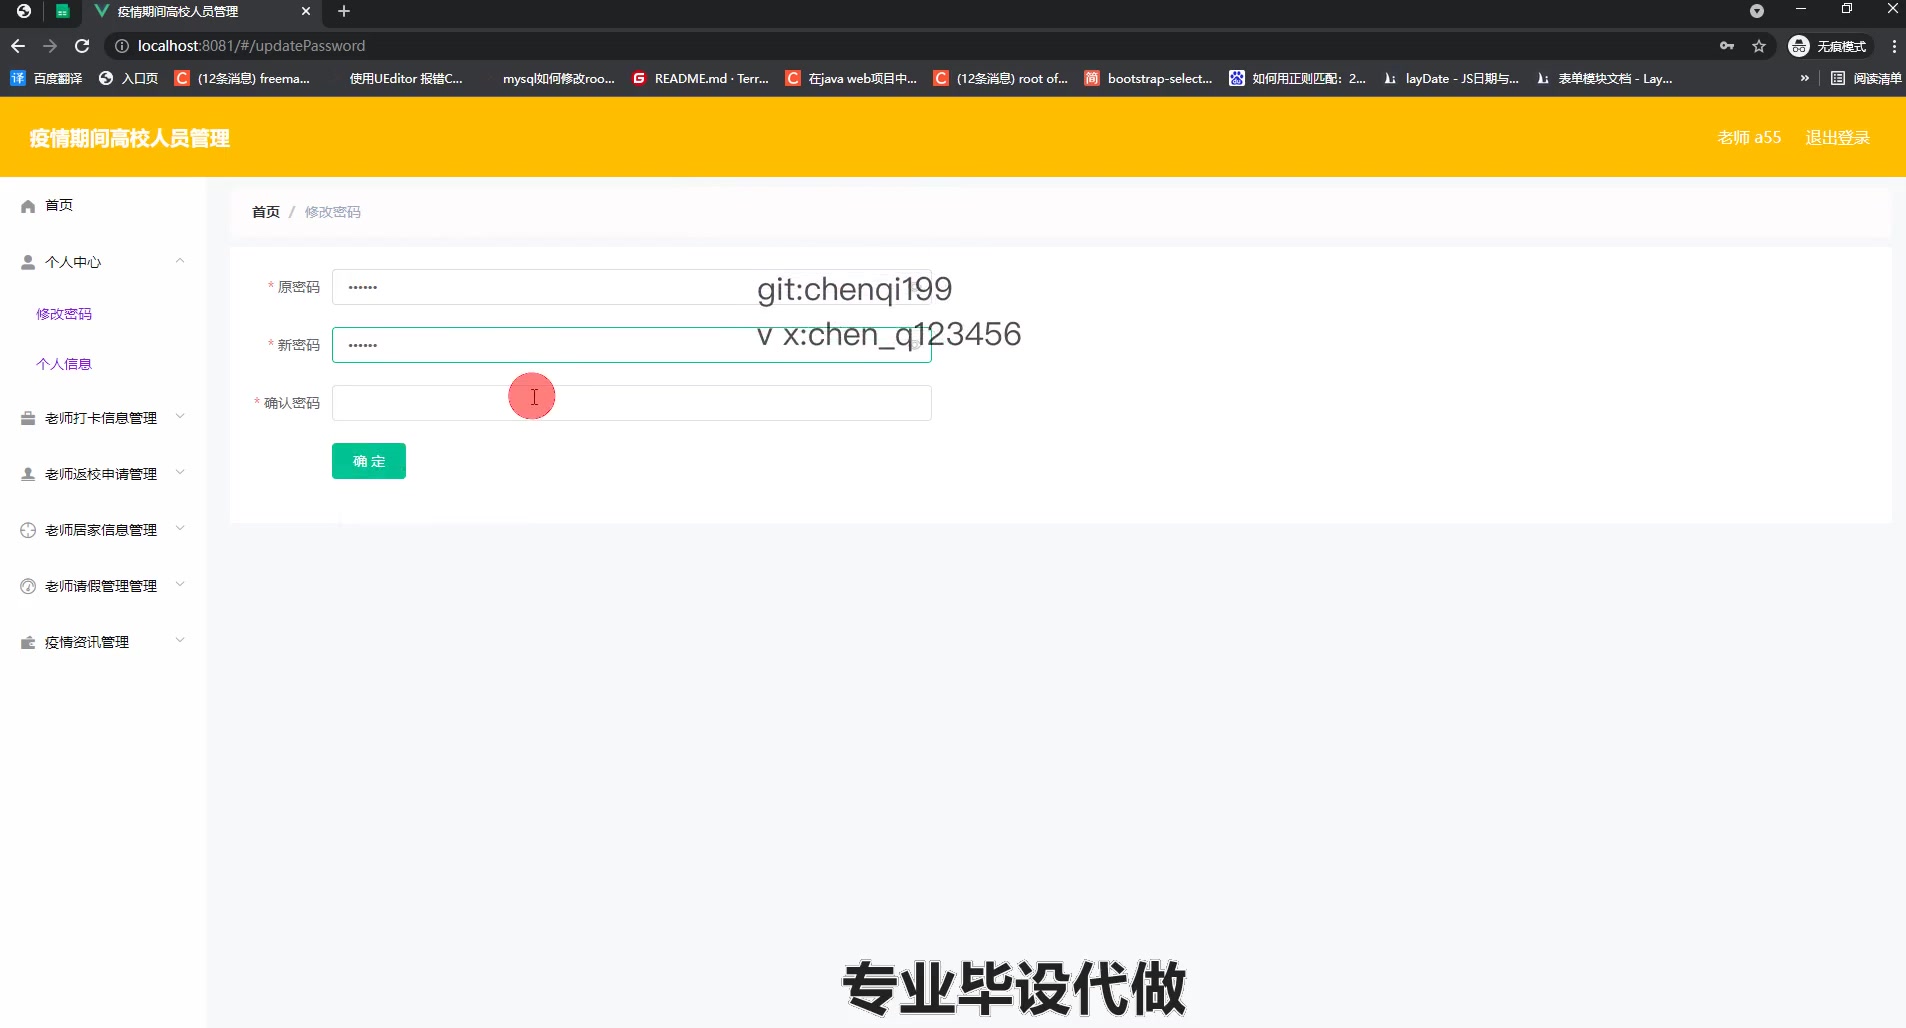 疫情期间高校人员管理
localhost:8081/#/updatePassword
无痕模式
百度翻译
入口页
(12条消息) freema...
使用UEditor 报错C...
mysql如何修改roo...
README.md · Terr...
在java web项目中...
(12条消息) root of...
bootstrap-select...
如何用正则匹配：2...
layDate - JS日期与...
表单模块文档 - Lay...
»
阅读清单
疫情期间高校人员管理
老师 a55
退出登录
首页
个人中心
修改密码
个人信息
老师打卡信息管理
老师返校申请管理
老师居家信息管理
老师请假管理管理
疫情资讯管理
首页 / 修改密码
* 原密码 ••••••
* 新密码 ••••••
* 确认密码
确 定
git:chenqi199
v x:chen_q123456
专业毕设代做